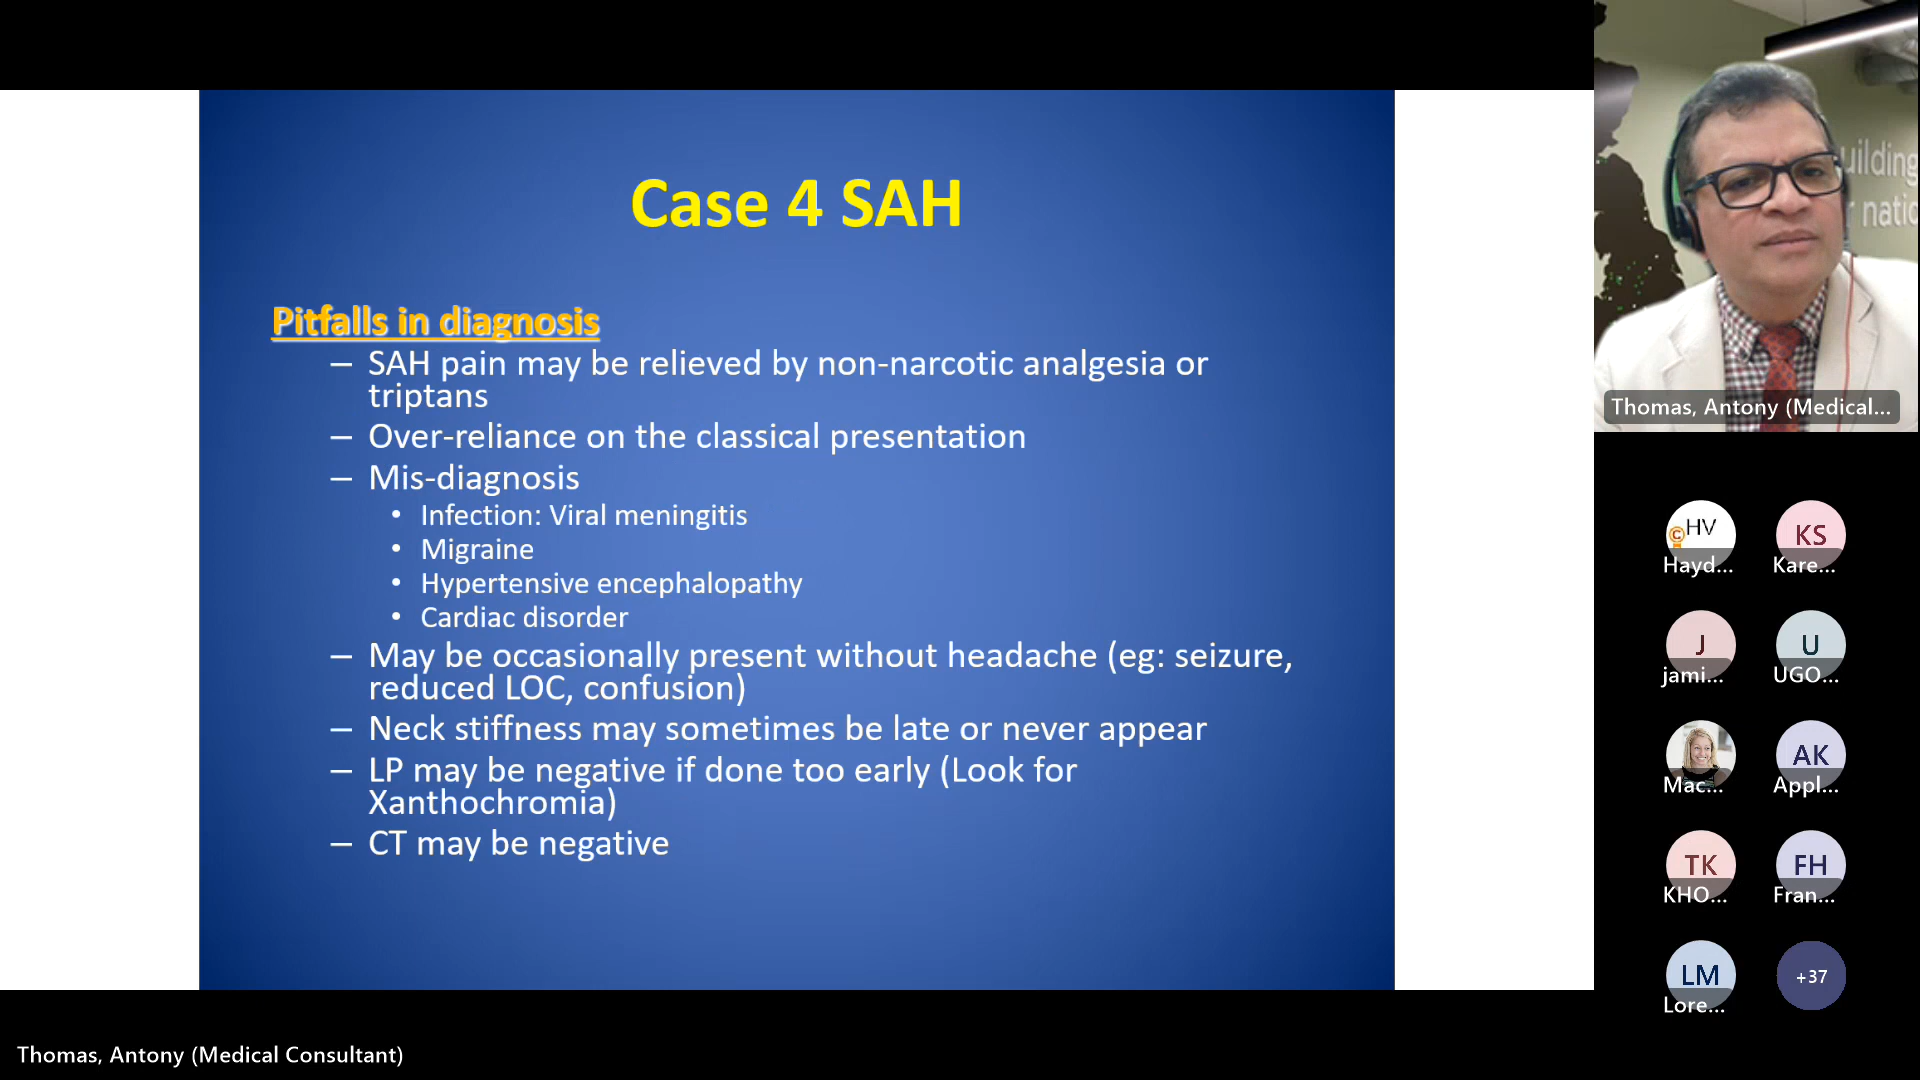 Case 4 SAH
Pitfalls in diagnosis
– SAH pain may be relieved by non-narcotic analgesia or
triptans
– Over-reliance on the classical presentation
– Mis-diagnosis
• Infection: Viral meningitis
• Migraine
• Hypertensive encephalopathy
• Cardiac disorder
– May be occasionally present without headache (eg: seizure,
reduced LOC, confusion)
– Neck stiffness may sometimes be late or never appear
– LP may be negative if done too early (Look for
Xanthochromia)
– CT may be negative
uilding
r natio
Thomas, Antony (Medical...
HV
Hayd...
KS
Kare...
J
jami...
U
UGO...
Mac...
AK
Appl...
TK
KHO...
FH
Fran...
LM
Lore...
+37
Thomas, Antony (Medical Consultant)